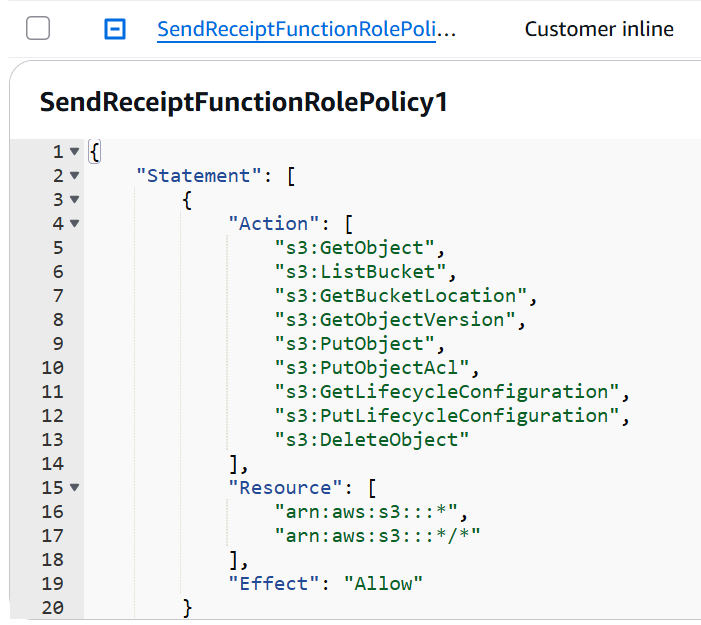 SendReceiptFunctionRolePoli... Customer inline
SendReceiptFunctionRolePolicy1
1 {
2 "Statement": [
3 {
4 "Action": [
5 "s3:GetObject",
6 "s3:ListBucket",
7 "s3:GetBucketLocation",
8 "s3:GetObjectVersion",
9 "s3:PutObject",
10 "s3:PutObjectAcl",
11 "s3:GetLifecycleConfiguration",
12 "s3:PutLifecycleConfiguration",
13 "s3:DeleteObject"
14 ],
15 "Resource": [
16 "arn:aws:s3:::*",
17 "arn:aws:s3:::*/*"
18 ],
19 "Effect": "Allow"
20 }